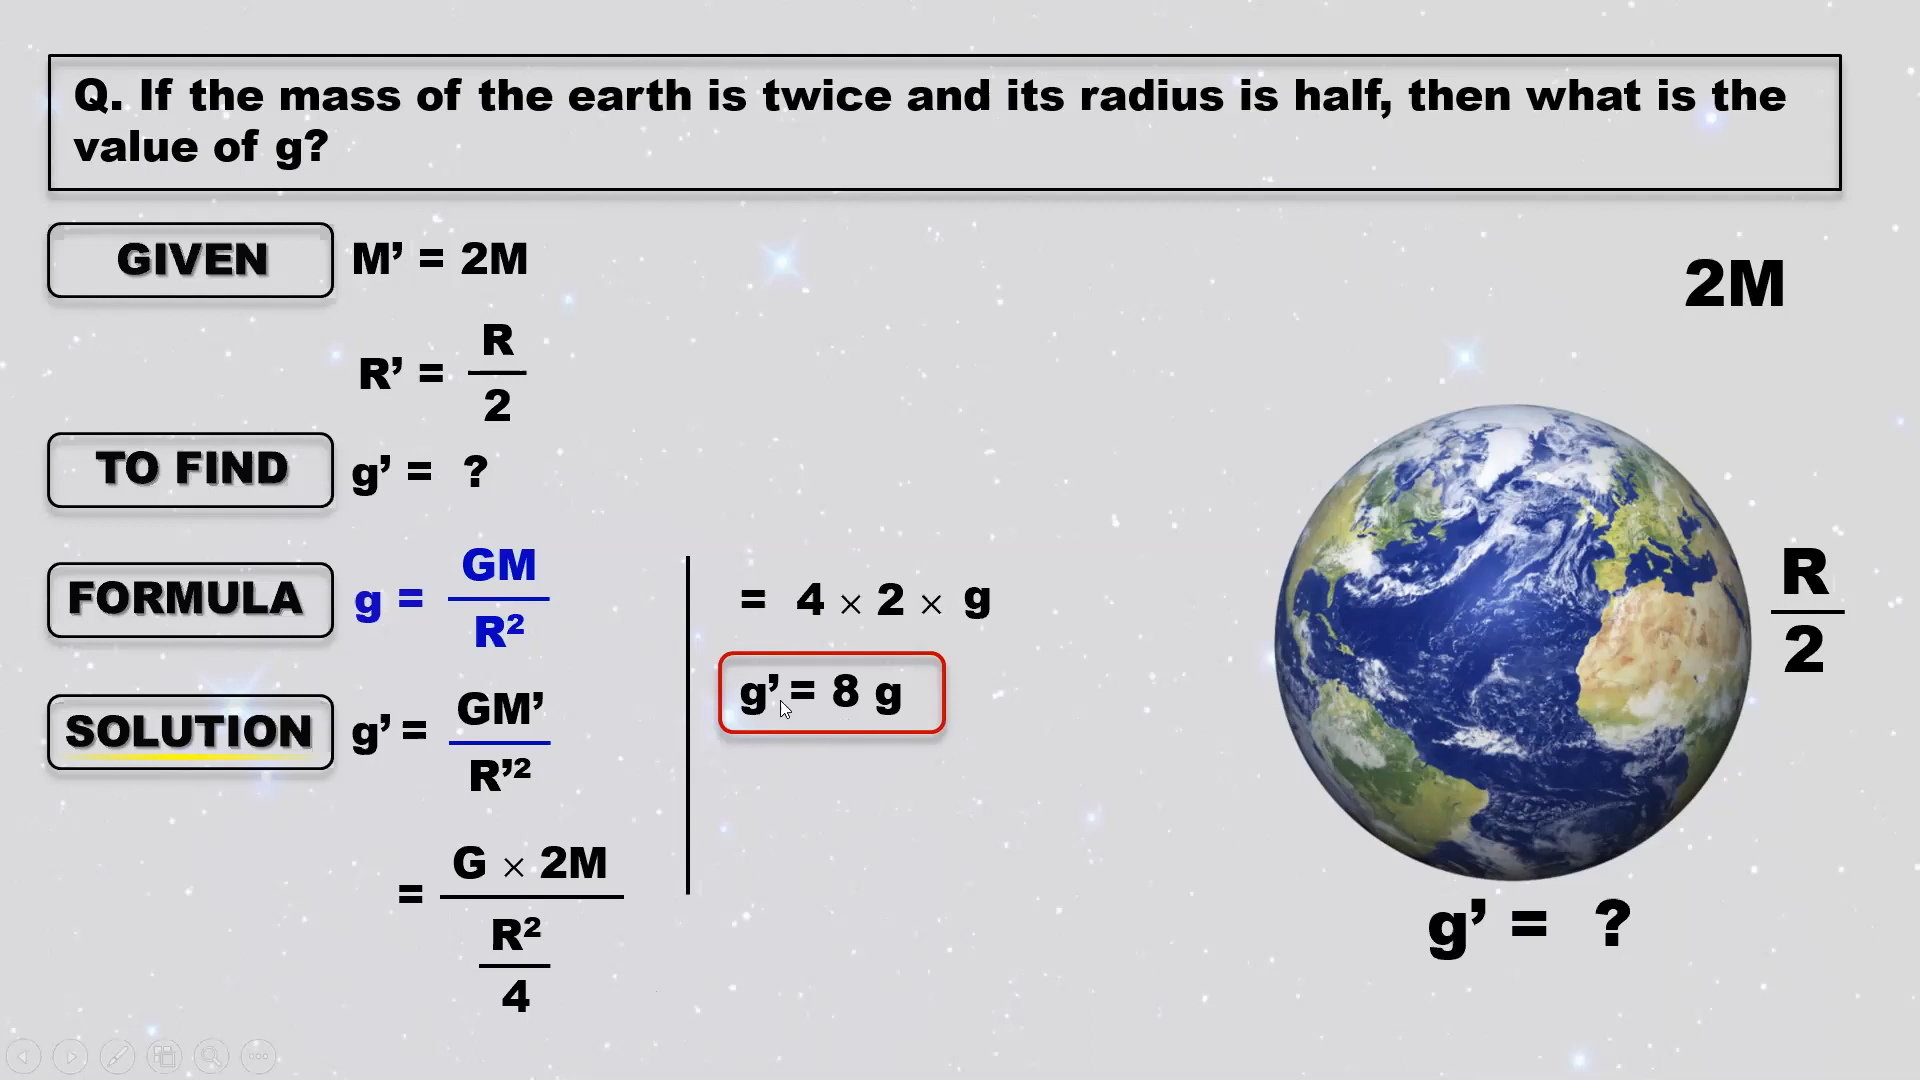 Q. If the mass of the earth is twice and its radius is half, then what is the
value of g?
GIVEN
M’ = 2M
R’ = R/2
TO FIND
g’ = ?
FORMULA
g = GM/R²
SOLUTION
g’ = GM’/R’²
= G × 2M
R²/4
= 4 × 2 × g
g’ = 8 g
2M
R/2
g’ = ?